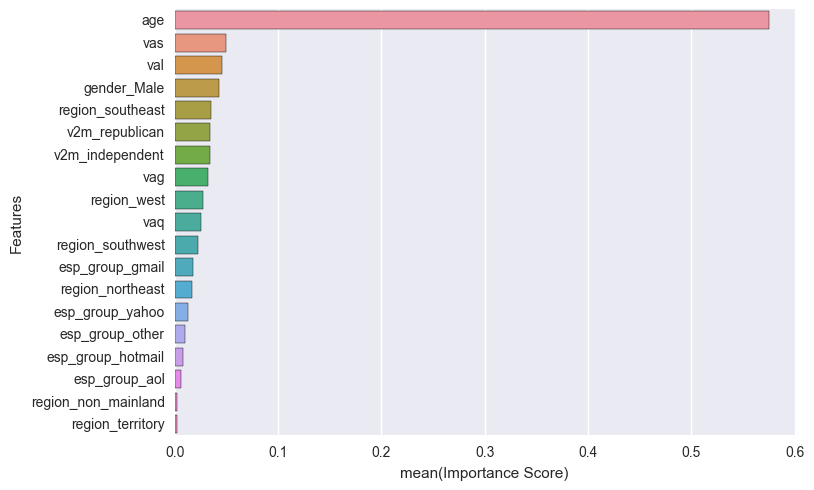 age
vas
val
gender_Male
region_southeast
v2m_republican
v2m_independent
vag
region_west
vaq
region_southwest
esp_group_gmail
region_northeast
esp_group_yahoo
esp_group_other
esp_group_hotmail
esp_group_aol
region_non_mainland
region_territory
Features
0.0 0.1 0.2 0.3 0.4 0.5 0.6
mean(Importance Score)